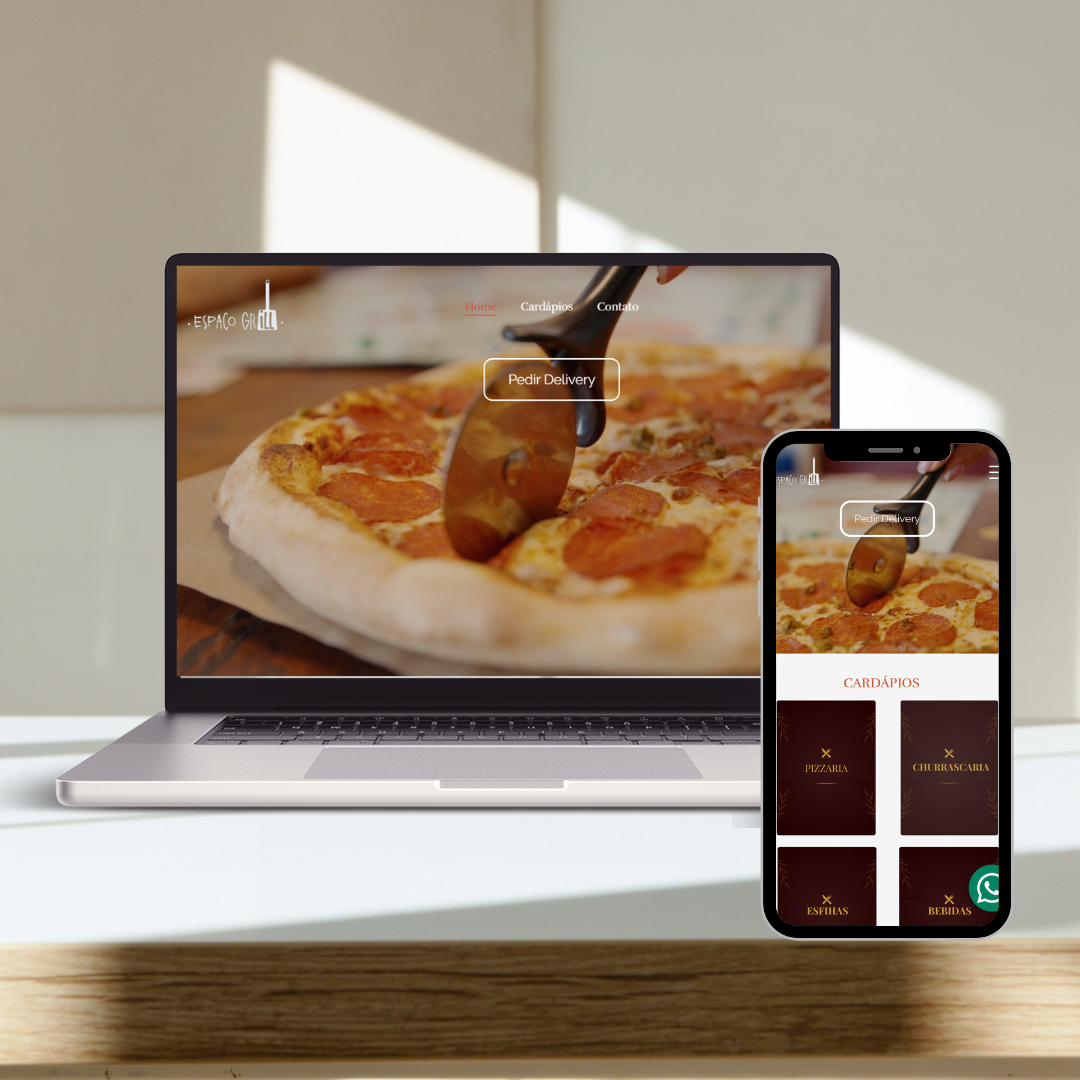 ESPAÇO GRILL
Home Cardápios Contato
Pedir Delivery
ESPAÇO GRILL
Pedir Delivery
CARDÁPIOS
PIZZARIA CHURRASCARIA
ESFIHAS BEBIDAS